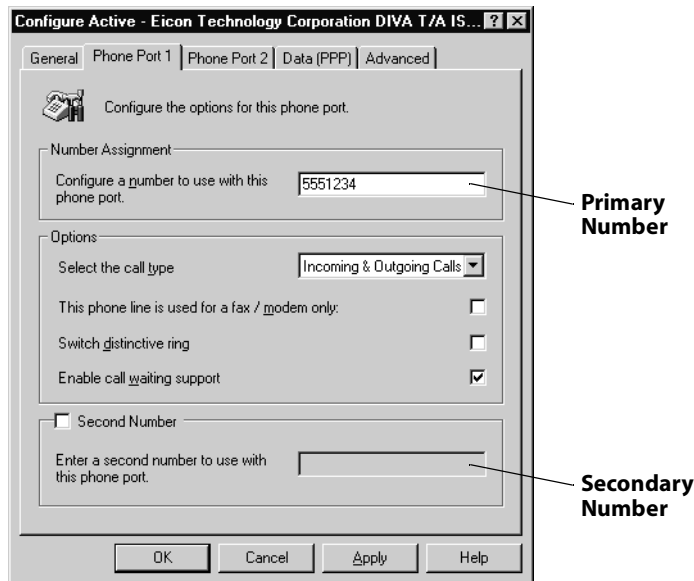 Configure Active - Eicon Technology Corporation DIVA T/A IS...
General Phone Port 1 Phone Port 2 Data (PPP) Advanced
Configure the options for this phone port.
Number Assignment
Configure a number to use with this
phone port.
5551234
Primary
Number
Options
Select the call type
Incoming & Outgoing Calls
This phone line is used for a fax / modem only:
Switch distinctive ring
Enable call waiting support
Second Number
Enter a second number to use with
this phone port.
Secondary
Number
OK Cancel Apply Help